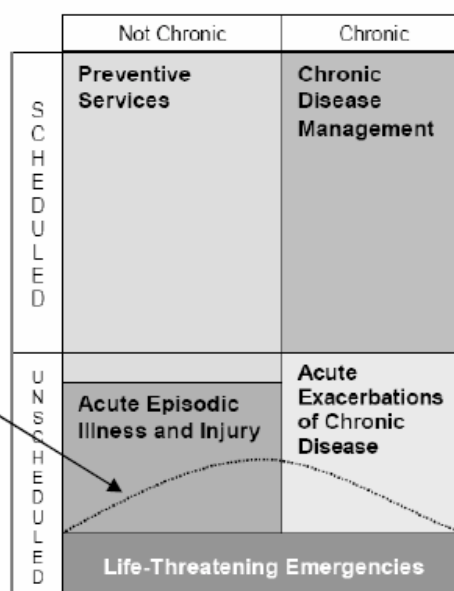 Not Chronic
Chronic
SCHEDULED
Preventive
Services
Chronic
Disease
Management
UNSCHEDULED
Acute Episodic
Illness and Injury
Acute
Exacerbations
of Chronic
Disease
Life-Threatening Emergencies